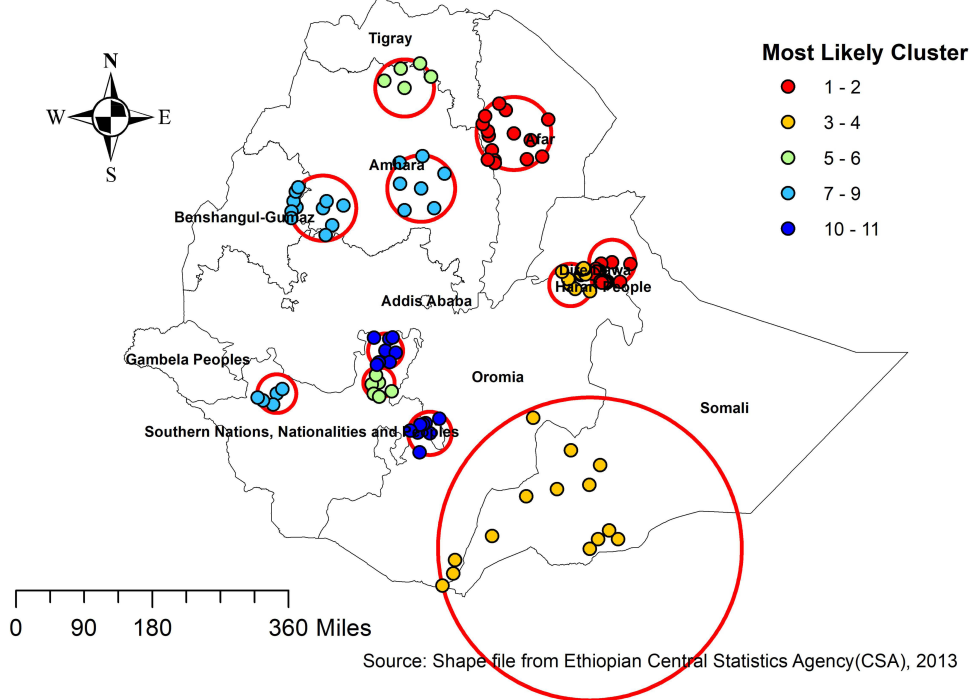 Tigray
N
W
E
S
Most Likely Cluster
1 - 2
3 - 4
5 - 6
7 - 9
10 - 11
Afar
Amhara
Benshangul-Gumaz
Dire Dawa
Harari People
Addis Ababa
Gambela Peoples
Oromia
Somali
Southern Nations, Nationalities and Peoples
0 90 180 360 Miles
Source: Shape file from Ethiopian Central Statistics Agency(CSA), 2013